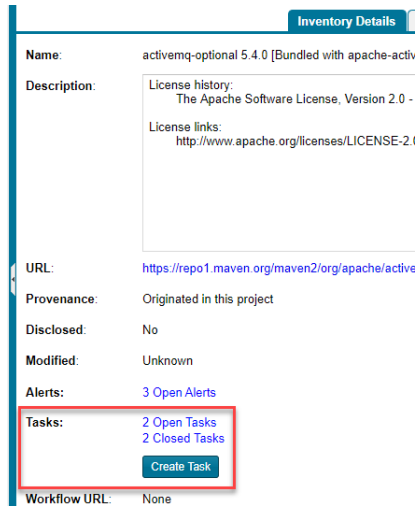 Inventory Details
Name: activemq-optional 5.4.0 [Bundled with apache-activ
Description: License history:
The Apache Software License, Version 2.0 -
License links:
http://www.apache.org/licenses/LICENSE-2.0
URL: https://repo1.maven.org/maven2/org/apache/active
Provenance: Originated in this project
Disclosed: No
Modified: Unknown
Alerts: 3 Open Alerts
Tasks: 2 Open Tasks
2 Closed Tasks
Create Task
Workflow URL: None